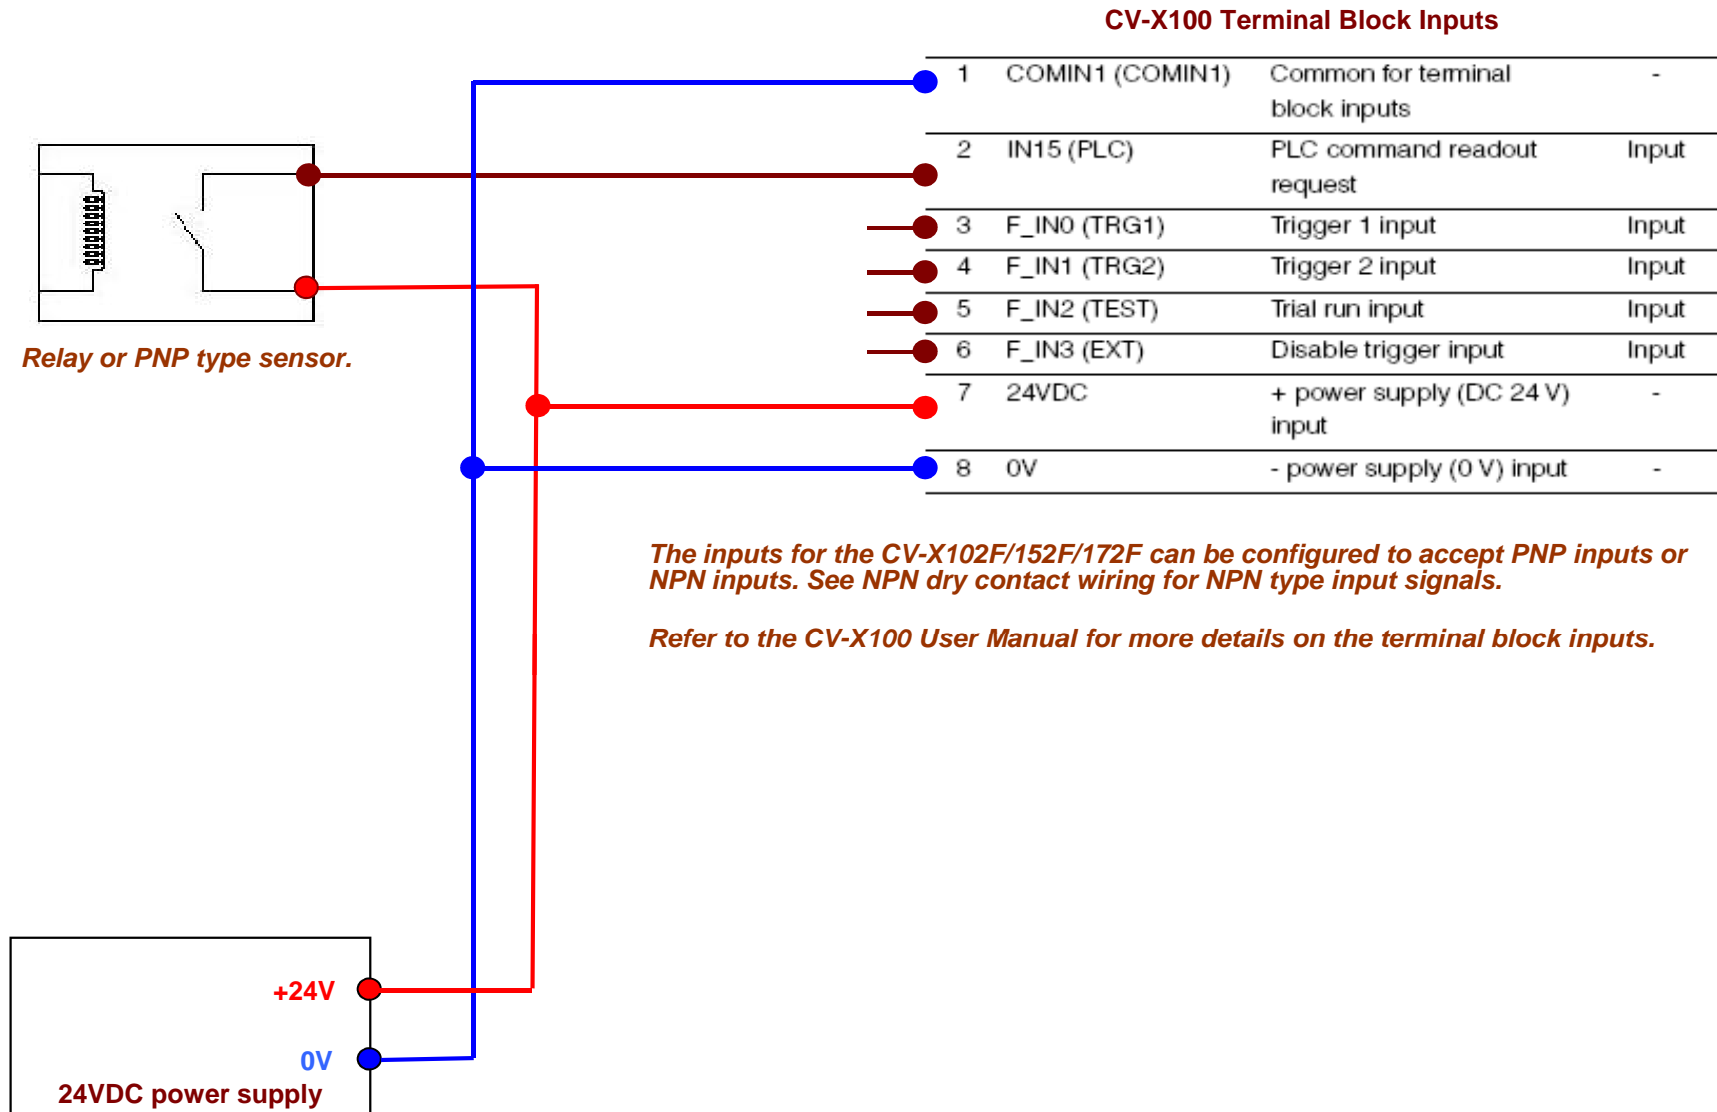 CV-X100 Terminal Block Inputs
1 COMIN1 (COMIN1) Common for terminal -
block inputs
2 IN15 (PLC) PLC command readout Input
request
3 F_IN0 (TRG1) Trigger 1 input Input
4 F_IN1 (TRG2) Trigger 2 input Input
5 F_IN2 (TEST) Trial run input Input
6 F_IN3 (EXT) Disable trigger input Input
7 24VDC + power supply (DC 24 V) -
input
8 0V - power supply (0 V) input -
Relay or PNP type sensor.
The inputs for the CV-X102F/152F/172F can be configured to accept PNP inputs or
NPN inputs. See NPN dry contact wiring for NPN type input signals.
Refer to the CV-X100 User Manual for more details on the terminal block inputs.
+24V
0V
24VDC power supply